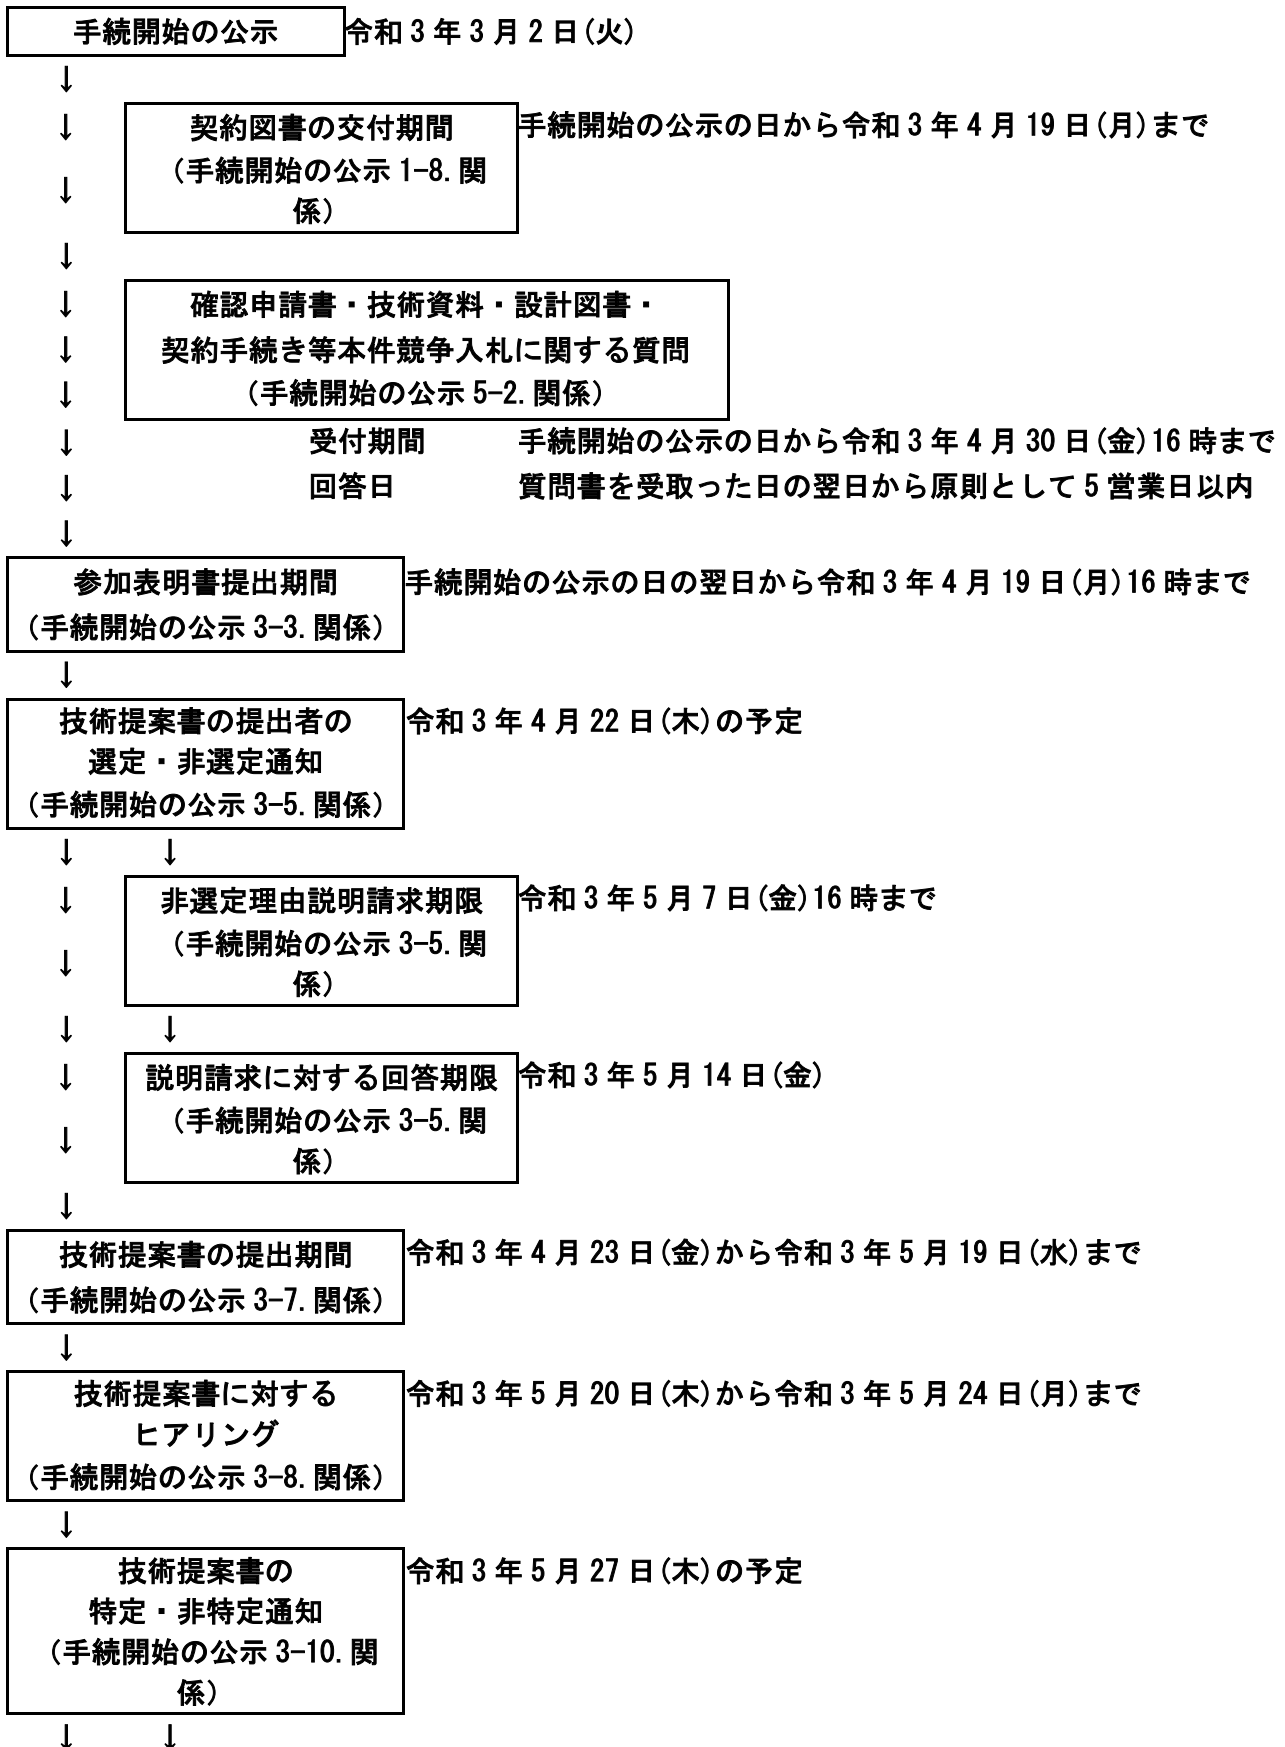 手続開始の公示 令和3年3月2日(火)
↓
↓ 契約図書の交付期間 手続開始の公示の日から令和3年4月19日(月)まで
(手続開始の公示1-8.関
↓
係)
↓
↓ 確認申請書・技術資料・設計図書・
↓ 契約手続き等本件競争入札に関する質問
↓ (手続開始の公示5-2.関係)
↓ 受付期間 手続開始の公示の日から令和3年4月30日(金)16時まで
↓ 回答日 質問書を受取った日の翌日から原則として5営業日以内
↓
参加表明書提出期間 手続開始の公示の日の翌日から令和3年4月19日(月)16時まで
(手続開始の公示3-3.関係)
↓
技術提案書の提出者の 令和3年4月22日(木)の予定
選定・非選定通知
(手続開始の公示3-5.関係)
↓ ↓
↓ 非選定理由説明請求期限 令和3年5月7日(金)16時まで
(手続開始の公示3-5.関
↓
係)
↓ ↓
↓ 説明請求に対する回答期限 令和3年5月14日(金)
(手続開始の公示3-5.関
↓
係)
↓
技術提案書の提出期間 令和3年4月23日(金)から令和3年5月19日(水)まで
(手続開始の公示3-7.関係)
↓
技術提案書に対する 令和3年5月20日(木)から令和3年5月24日(月)まで
ヒアリング
(手続開始の公示3-8.関係)
↓
技術提案書の 令和3年5月27日(木)の予定
特定・非特定通知
(手続開始の公示3-10.関
係)
↓ ↓